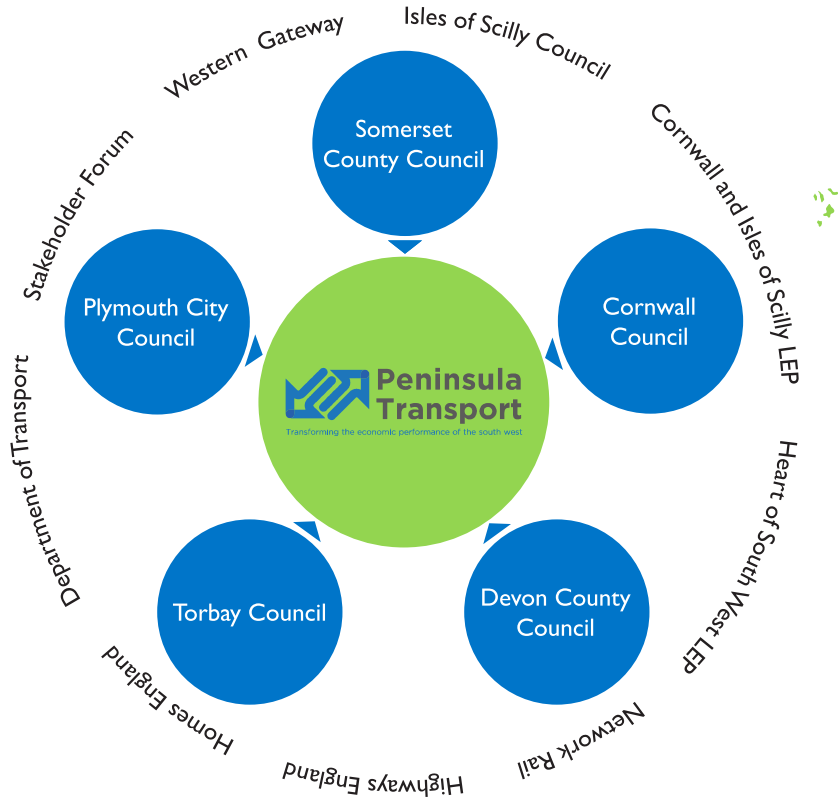 Isles of Scilly Council
Cornwall and Isles of Scilly LEP
Heart of South West LEP
Network Rail
Highways England
Homes England
Department of Transport
Stakeholder Forum
Western Gateway
Somerset
County Council
Cornwall
Council
Devon County
Council
Torbay Council
Plymouth City
Council
Peninsula
Transport
Transforming the economic performance of the south west